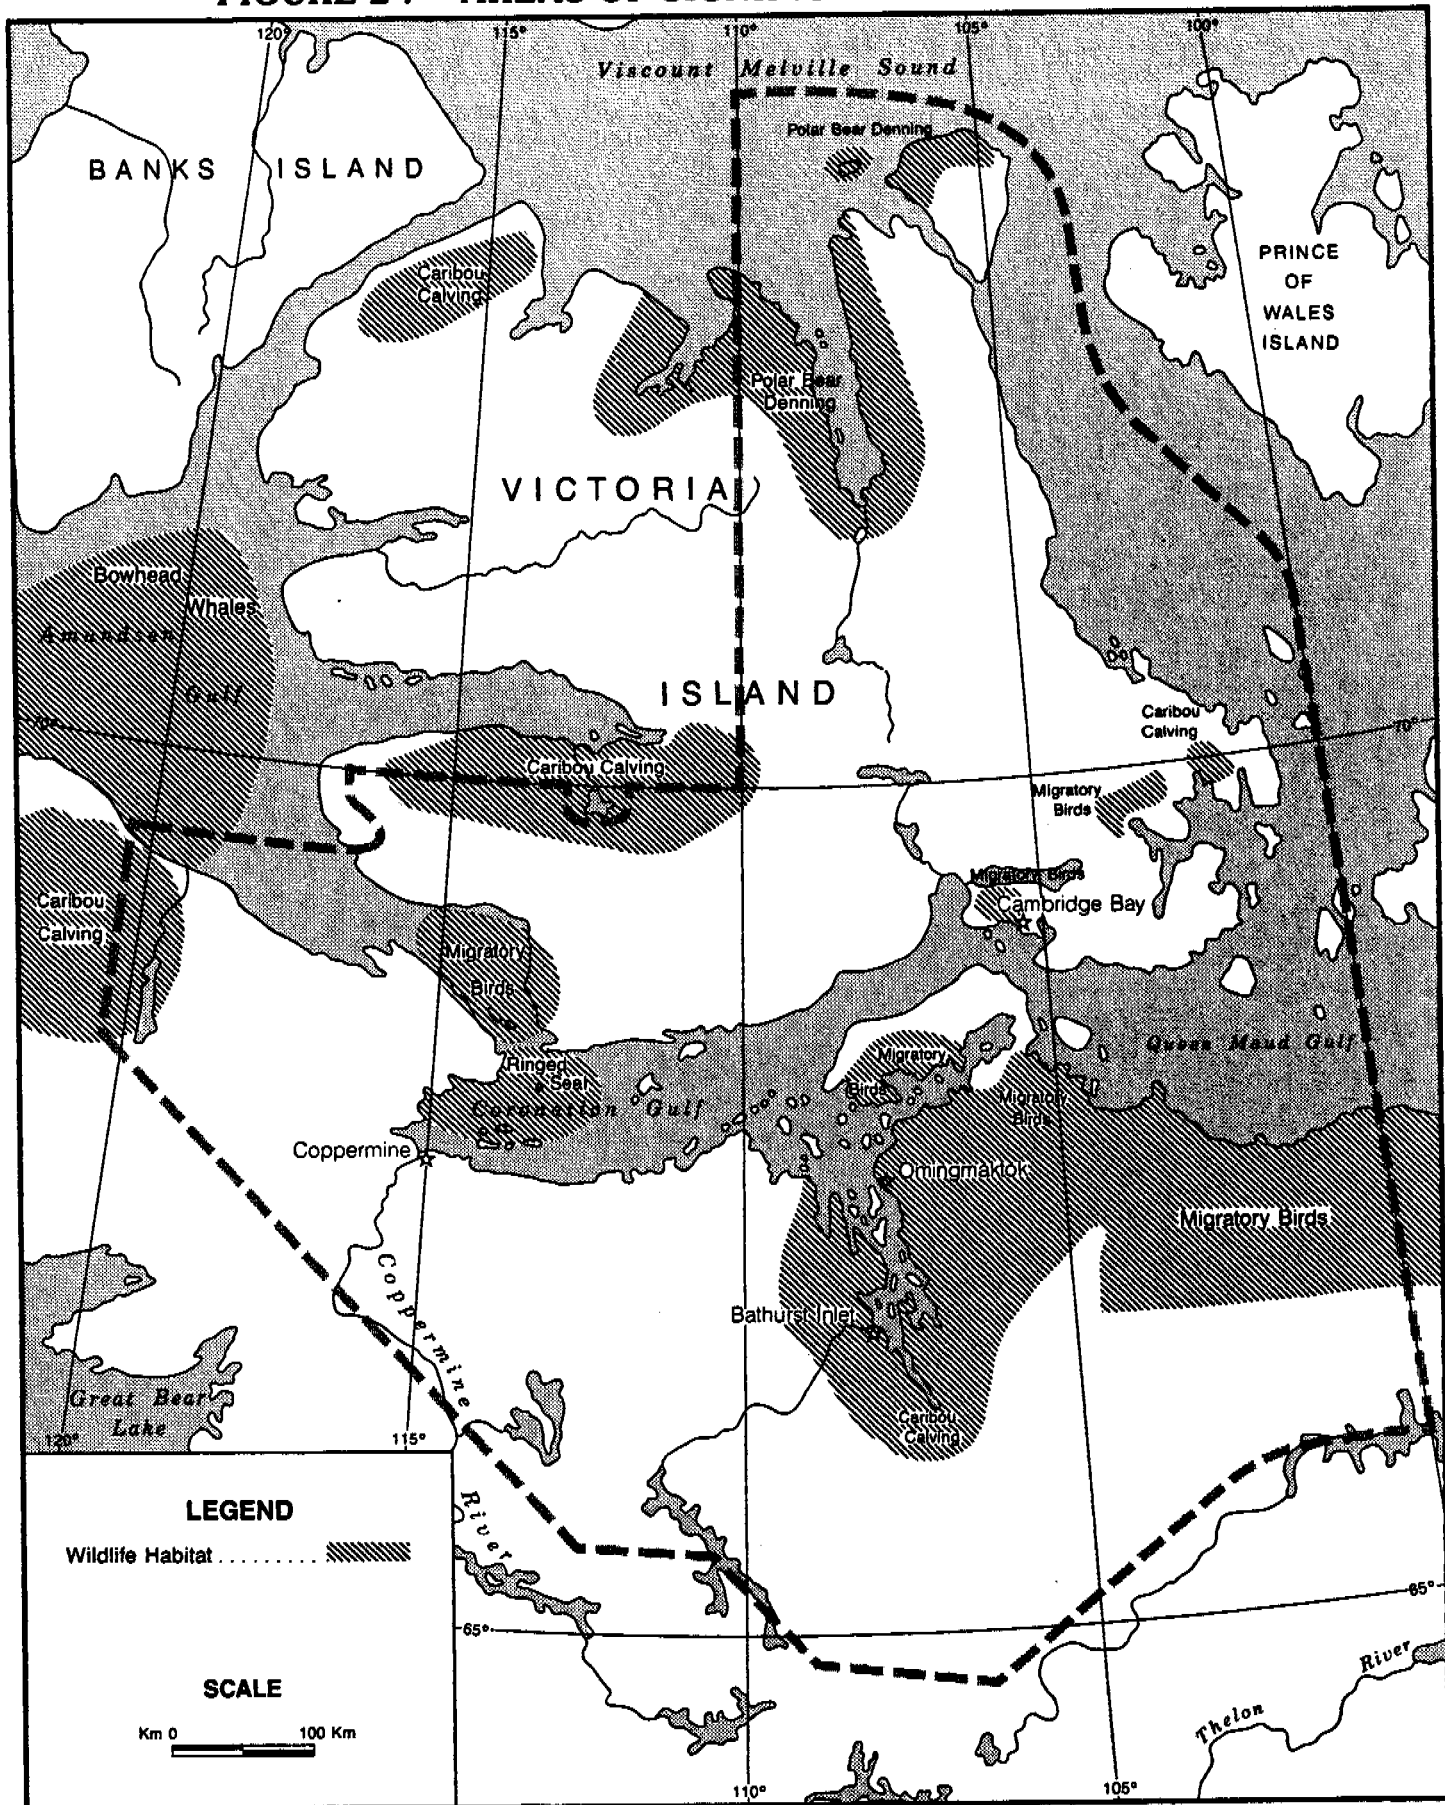 120°
115°
110°
105°
100°
Viscount Melville Sound
Polar Bear Denning
BANKS ISLAND
PRINCE
OF
WALES
ISLAND
Caribou
Calving
Polar Bear
Denning
VICTORIA
Bowhead
Whales
Amundsen
Gulf
ISLAND
70°
70°
Caribou
Calving
Caribou Calving
Migratory
Birds
Migratory Birds
Cambridge Bay
Caribou
Calving
Migratory
Birds
Queen Maud Gulf
Migratory
Birds
Ringed
Seal
Migratory
Birds
Coronation Gulf
Coppermine
Omingmaktok
Migratory Birds
Coppermine
Bathurst Inlet
Great Bear
Lake
120°
115°
Caribou
Calving
LEGEND
Wildlife Habitat
River
65°
65°
SCALE
Km 0 100 Km
River
Thelon
110°
105°